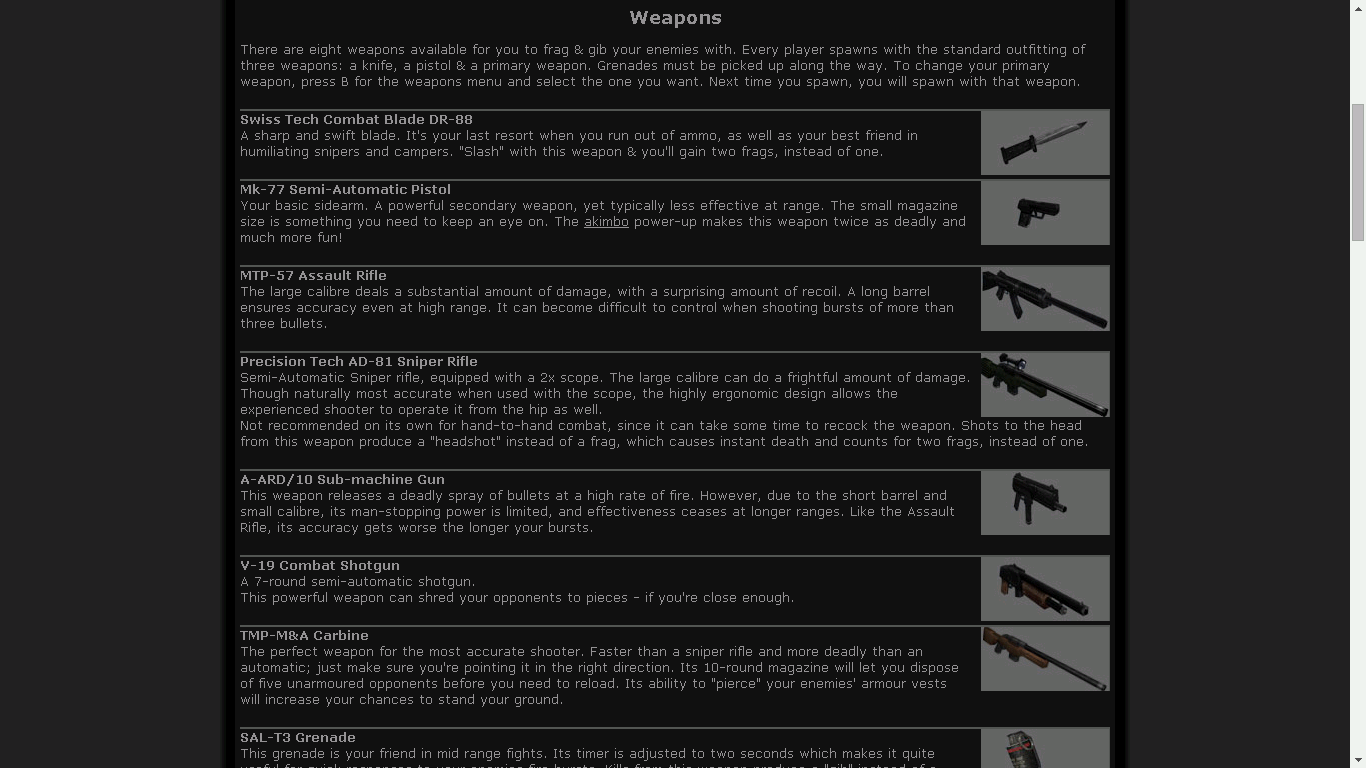 Weapons
There are eight weapons available for you to frag & gib your enemies with. Every player spawns with the standard outfitting of
three weapons: a knife, a pistol & a primary weapon. Grenades must be picked up along the way. To change your primary
weapon, press B for the weapons menu and select the one you want. Next time you spawn, you will spawn with that weapon.
Swiss Tech Combat Blade DR-88
A sharp and swift blade. It's your last resort when you run out of ammo, as well as your best friend in
humiliating snipers and campers. "Slash" with this weapon & you'll gain two frags, instead of one.
Mk-77 Semi-Automatic Pistol
Your basic sidearm. A powerful secondary weapon, yet typically less effective at range. The small magazine
size is something you need to keep an eye on. The akimbo power-up makes this weapon twice as deadly and
much more fun!
MTP-57 Assault Rifle
The large calibre deals a substantial amount of damage, with a surprising amount of recoil. A long barrel
ensures accuracy even at high range. It can become difficult to control when shooting bursts of more than
three bullets.
Precision Tech AD-81 Sniper Rifle
Semi-Automatic Sniper rifle, equipped with a 2x scope. The large calibre can do a frightful amount of damage.
Though naturally most accurate when used with the scope, the highly ergonomic design allows the
experienced shooter to operate it from the hip as well.
Not recommended on its own for hand-to-hand combat, since it can take some time to recock the weapon. Shots to the head
from this weapon produce a "headshot" instead of a frag, which causes instant death and counts for two frags, instead of one.
A-ARD/10 Sub-machine Gun
This weapon releases a deadly spray of bullets at a high rate of fire. However, due to the short barrel and
small calibre, its man-stopping power is limited, and effectiveness ceases at longer ranges. Like the Assault
Rifle, its accuracy gets worse the longer your bursts.
V-19 Combat Shotgun
A 7-round semi-automatic shotgun.
This powerful weapon can shred your opponents to pieces - if you're close enough.
TMP-M&A Carbine
The perfect weapon for the most accurate shooter. Faster than a sniper rifle and more deadly than an
automatic; just make sure you're pointing it in the right direction. Its 10-round magazine will let you dispose
of five unarmoured opponents before you need to reload. Its ability to "pierce" your enemies' armour vests
will increase your chances to stand your ground.
SAL-T3 Grenade
This grenade is your friend in mid range fights. Its timer is adjusted to two seconds which makes it quite
useful for quick responses to your enemies fire bursts. Kills from this weapon produce a "gib" instead of a